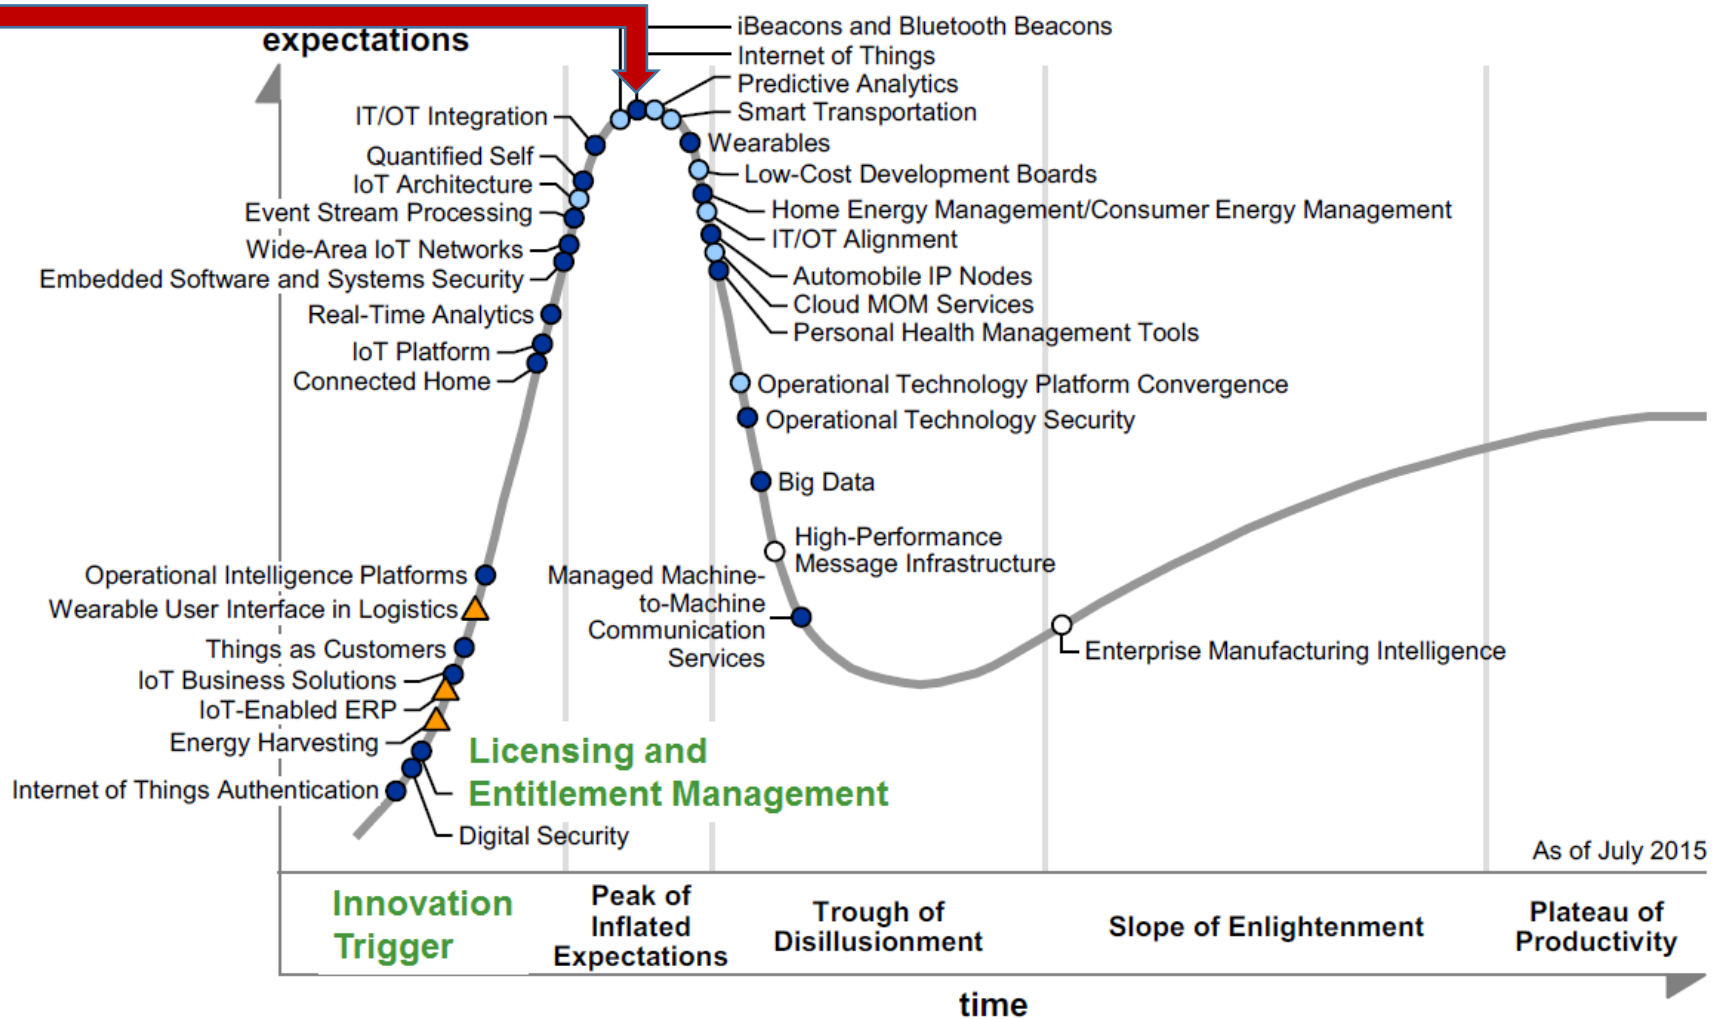 expectations
iBeacons and Bluetooth Beacons
Internet of Things
Predictive Analytics
Smart Transportation
Wearables
Low-Cost Development Boards
Home Energy Management/Consumer Energy Management
IT/OT Alignment
Automobile IP Nodes
Cloud MOM Services
Personal Health Management Tools
Operational Technology Platform Convergence
Operational Technology Security
Big Data
High-Performance
Message Infrastructure
Managed Machine-
to-Machine
Communication
Services
Enterprise Manufacturing Intelligence
IT/OT Integration
Quantified Self
IoT Architecture
Event Stream Processing
Wide-Area IoT Networks
Embedded Software and Systems Security
Real-Time Analytics
IoT Platform
Connected Home
Operational Intelligence Platforms
Wearable User Interface in Logistics
Things as Customers
IoT Business Solutions
IoT-Enabled ERP
Energy Harvesting
Licensing and
Entitlement Management
Internet of Things Authentication
Digital Security
As of July 2015
Innovation
Trigger
Peak of
Inflated
Expectations
Trough of
Disillusionment
Slope of Enlightenment
Plateau of
Productivity
time